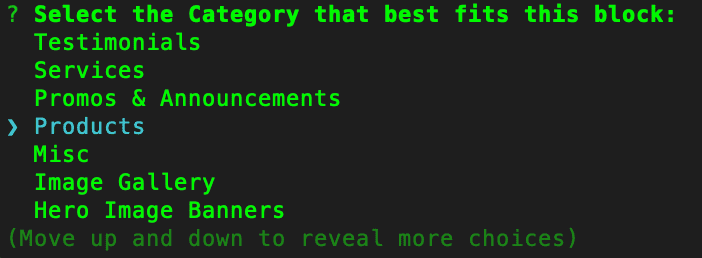 ? Select the Category that best fits this block:
Testimonials
Services
Promos & Announcements
❯ Products
Misc
Image Gallery
Hero Image Banners
(Move up and down to reveal more choices)